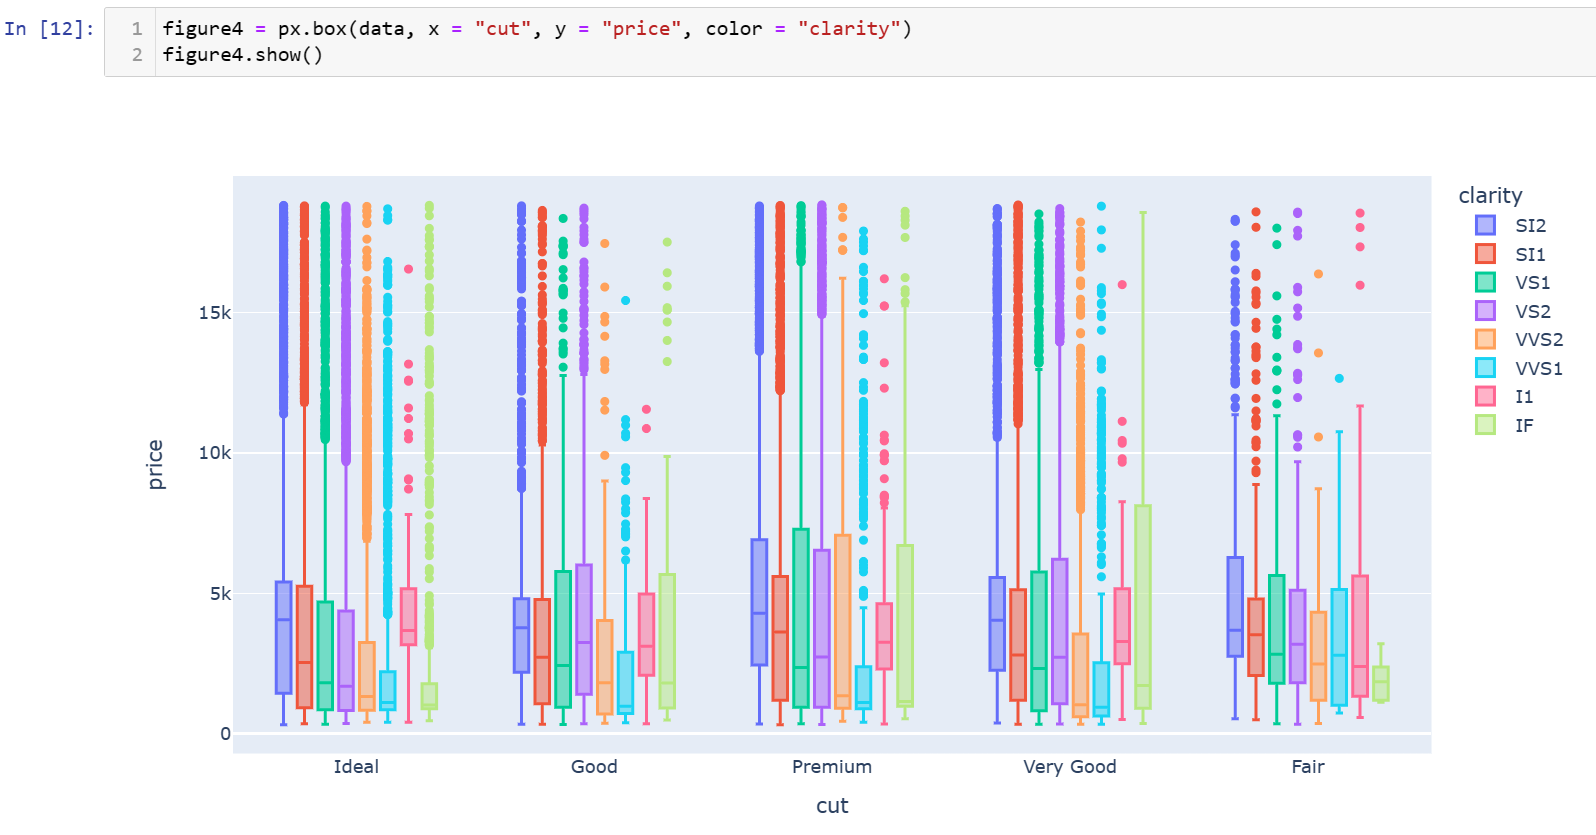 In [12]:
1 figure4 = px.box(data, x = "cut", y = "price", color = "clarity")
2 figure4.show()
clarity
SI2
SI1
VS1
VS2
VVS2
VVS1
I1
IF
price
15k
10k
5k
0
Ideal
Good
Premium
Very Good
Fair
cut